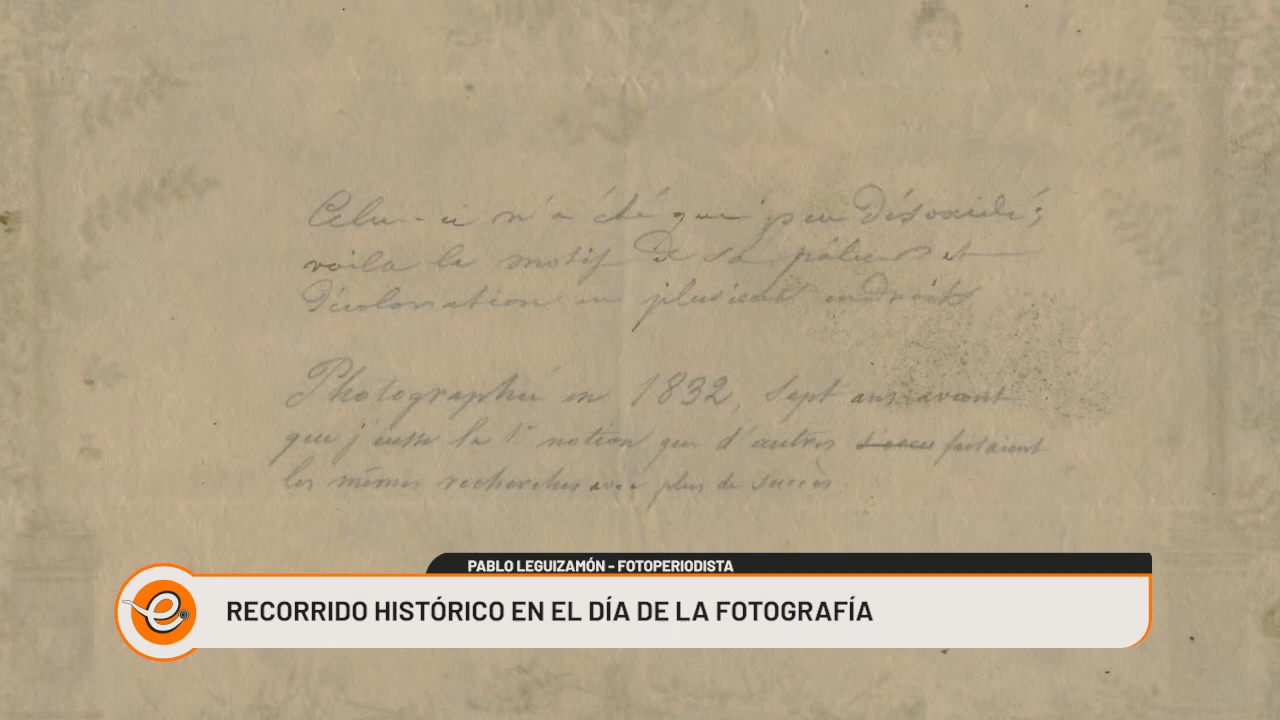 Celui-ci n'a été que peu désoxidé;
voila le motif de sa pâleur et
décoloration en plusieurs endroits
Photographié en 1832, sept ans avant
que j'eusse la 1re notion que d'autres faisaient
les mêmes recherches avec plus de succès.
PABLO LEGUIZAMÓN - FOTOPERIODISTA
RECORRIDO HISTÓRICO EN EL DÍA DE LA FOTOGRAFÍA